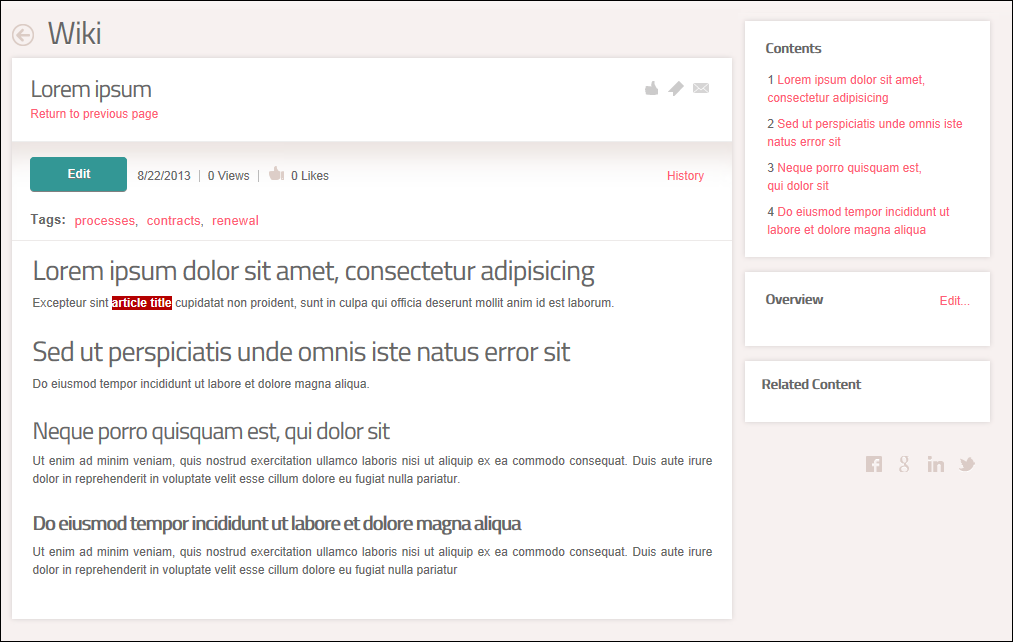 Wiki
Lorem ipsum
Return to previous page
Edit
8/22/2013 | 0 Views | 0 Likes
History
Tags: processes, contracts, renewal
Lorem ipsum dolor sit amet, consectetur adipisicing
Excepteur sint article title cupidatat non proident, sunt in culpa qui officia deserunt mollit anim id est laborum.
Sed ut perspiciatis unde omnis iste natus error sit
Do eiusmod tempor incididunt ut labore et dolore magna aliqua.
Neque porro quisquam est, qui dolor sit
Ut enim ad minim veniam, quis nostrud exercitation ullamco laboris nisi ut aliquip ex ea commodo consequat. Duis aute irure
dolor in reprehenderit in voluptate velit esse cillum dolore eu fugiat nulla pariatur.
Do eiusmod tempor incididunt ut labore et dolore magna aliqua
Ut enim ad minim veniam, quis nostrud exercitation ullamco laboris nisi ut aliquip ex ea commodo consequat. Duis aute irure
dolor in reprehenderit in voluptate velit esse cillum dolore eu fugiat nulla pariatur
Contents
1 Lorem ipsum dolor sit amet,
consectetur adipisicing
2 Sed ut perspiciatis unde omnis iste
natus error sit
3 Neque porro quisquam est,
qui dolor sit
4 Do eiusmod tempor incididunt ut
labore et dolore magna aliqua
Overview
Edit...
Related Content